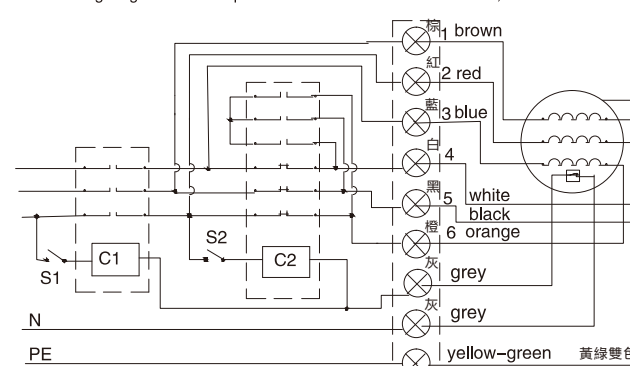 棕
1 brown
紅
2 red
藍
3 blue
白
4
white
黑
5
black
橙
6 orange
C1
S1
S2
C2
灰
grey
灰
grey
N
PE
yellow-green 黃綠雙色